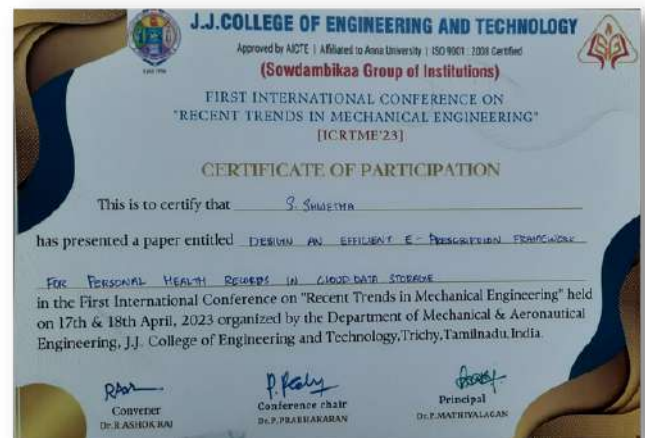 J.J.COLLEGE OF ENGINEERING AND TECHNOLOGY
Approved by AICTE | Affiliated to Anna University | ISO 9001 : 2008 Certified
(Sowdambikaa Group of Institutions)
FIRST INTERNATIONAL CONFERENCE ON
"RECENT TRENDS IN MECHANICAL ENGINEERING"
[ICRTME'23]
CERTIFICATE OF PARTICIPATION
This is to certify that S. SHWETHA
has presented a paper entitled DESIGN AN EFFICIENT E-PRESCRIPTION FRAMEWORK
FOR PERSONAL HEALTH RECORDS IN CLOUD DATA STORAGE
in the First International Conference on "Recent Trends in Mechanical Engineering" held
on 17th & 18th April, 2023 organized by the Department of Mechanical & Aeronautical
Engineering, J.J. College of Engineering and Technology,Trichy,Tamilnadu,India.
Convener
Dr.R.ASHOK RAJ
Conference chair
Dr.P.PRABHAKARAN
Principal
Dr.P.MATHIYALAGAN